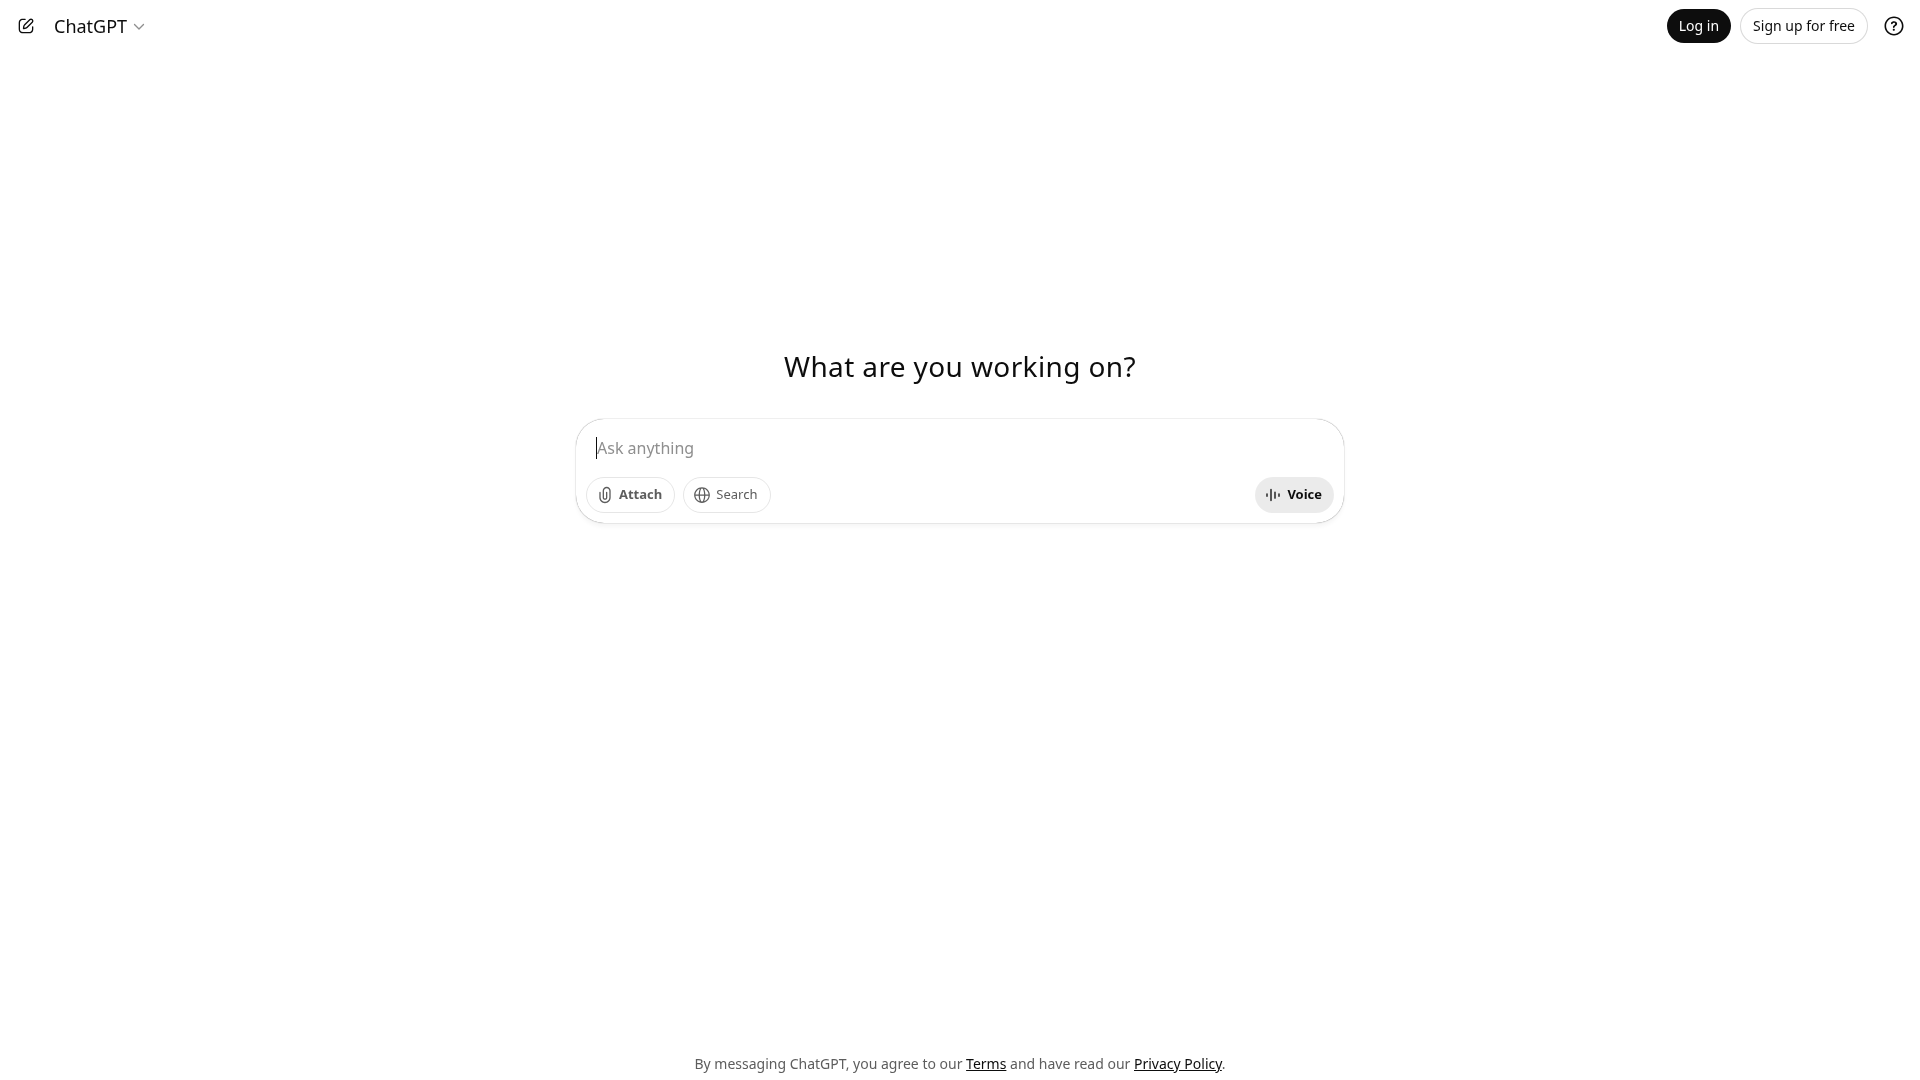 ChatGPT
Log in
Sign up for free
What are you working on?
Ask anything
Attach
Search
Voice
By messaging ChatGPT, you agree to our Terms and have read our Privacy Policy.